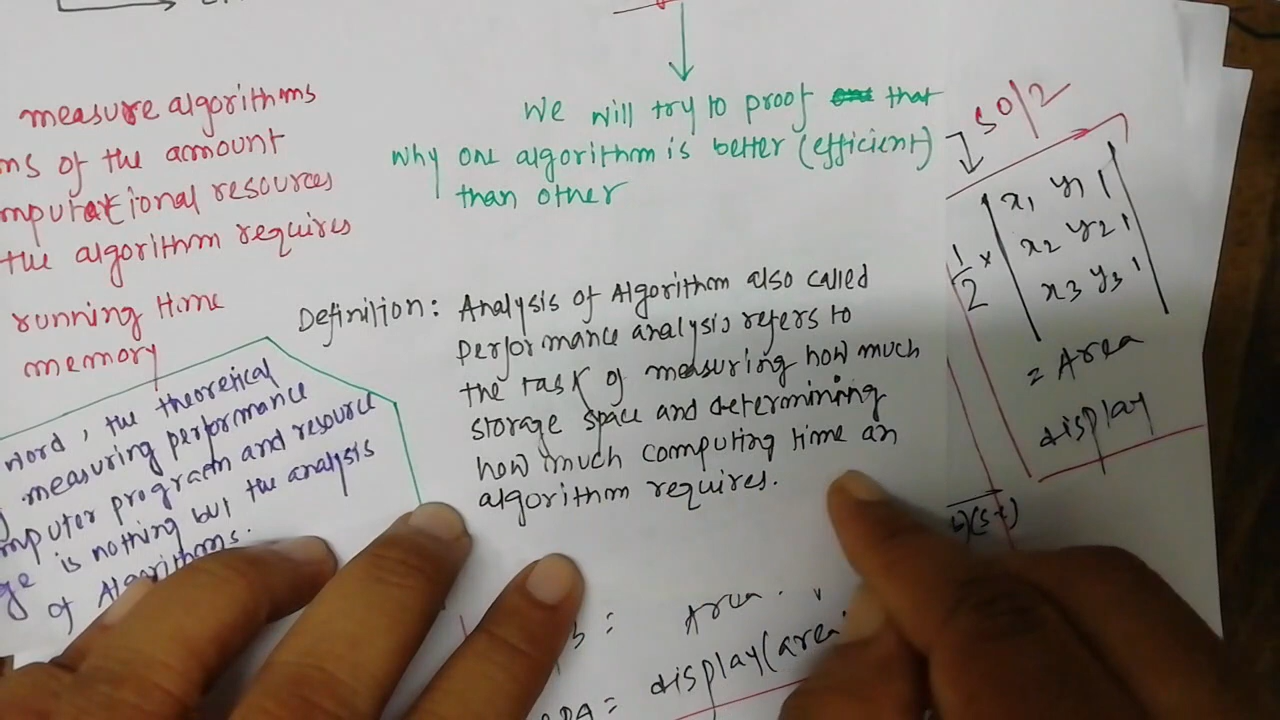 measure algorithms
ms of the amount
mputational resources
the algorithm requires
running time
memory
word, the theoretical
measuring performance
mputer program and resource
ge is nothing but the analysis
of Algorithms.
We will try to proof that
why one algorithm is better (efficient)
than other
Definition: Analysis of Algorithm also called
performance analysis refers to
the task of measuring how much
storage space and determining
how much computing time an
algorithm requires.
Area.
display(area
so/2
x1 y1 1
1/2 × x2 y2 1
x3 y3 1
= Area
display